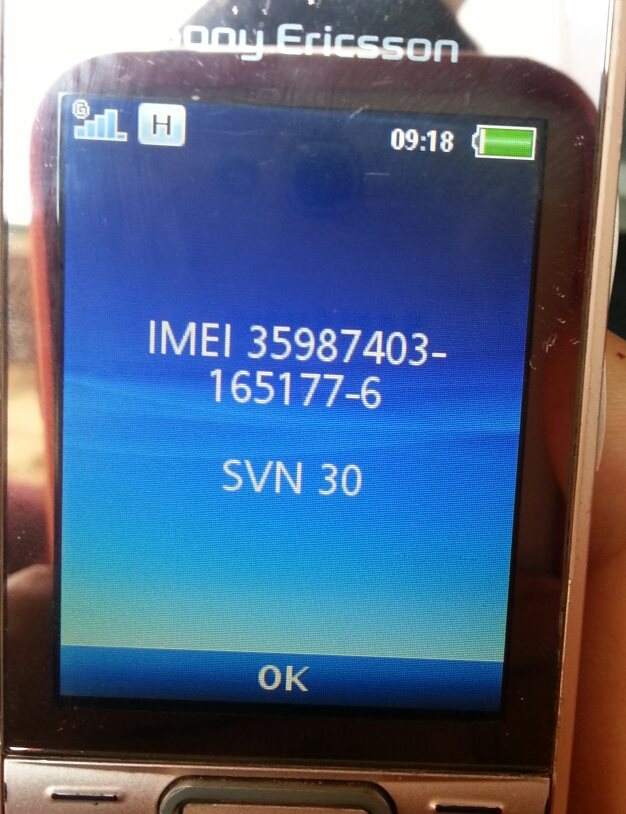 Sony Ericsson
G
H
09:18
IMEI 35987403-
165177-6
SVN 30
OK